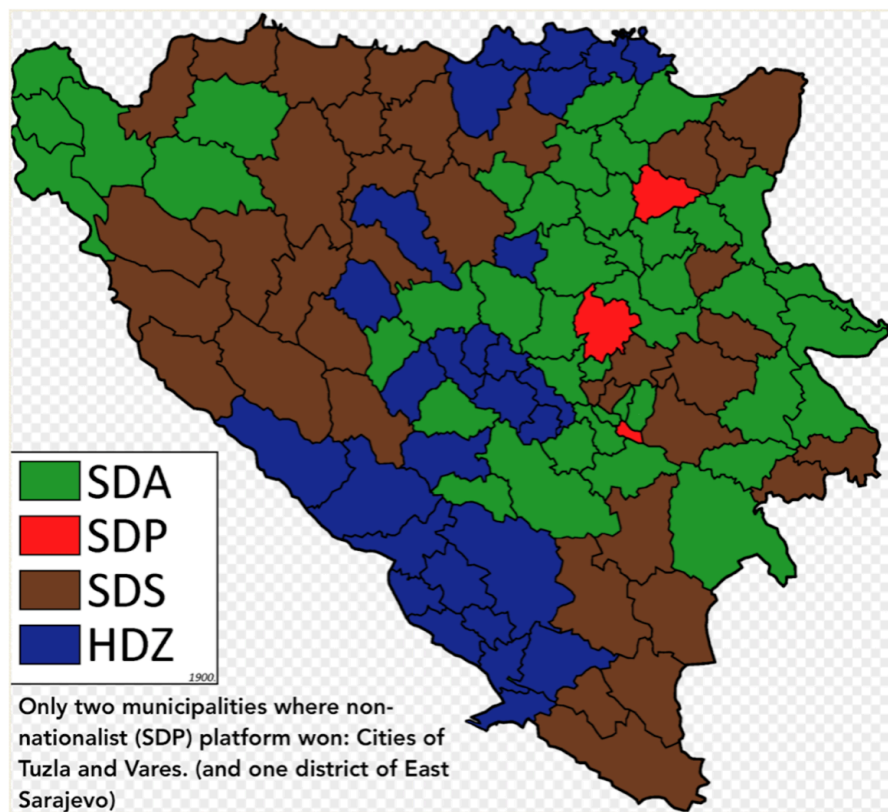 SDA
SDP
SDS
HDZ
1900.
Only two municipalities where non-
nationalist (SDP) platform won: Cities of
Tuzla and Vares. (and one district of East
Sarajevo)